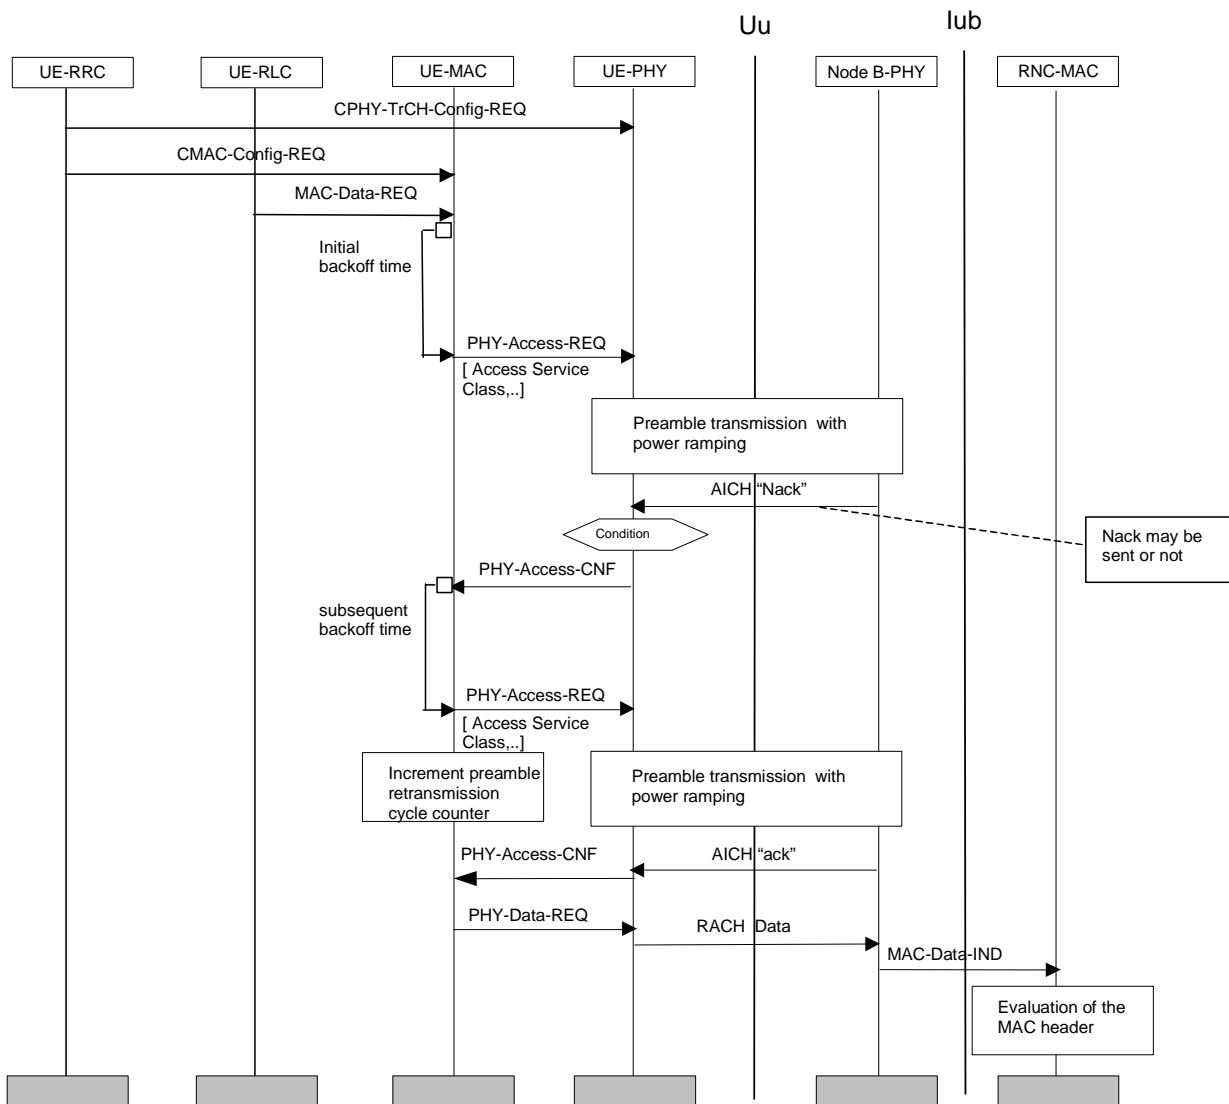 Uu
Iub
UE-RRC
UE-RLC
UE-MAC
UE-PHY
Node B-PHY
RNC-MAC
CPHY-TrCH-Config-REQ
CMAC-Config-REQ
MAC-Data-REQ
Initial
backoff time
PHY-Access-REQ
[ Access Service
Class,..]
Preamble transmission with
power ramping
AICH “Nack”
Condition
Nack may be
sent or not
PHY-Access-CNF
subsequent
backoff time
PHY-Access-REQ
[ Access Service
Class,..]
Increment preamble
retransmission
cycle counter
Preamble transmission with
power ramping
PHY-Access-CNF
AICH “ack”
PHY-Data-REQ
RACH Data
MAC-Data-IND
Evaluation of the
MAC header